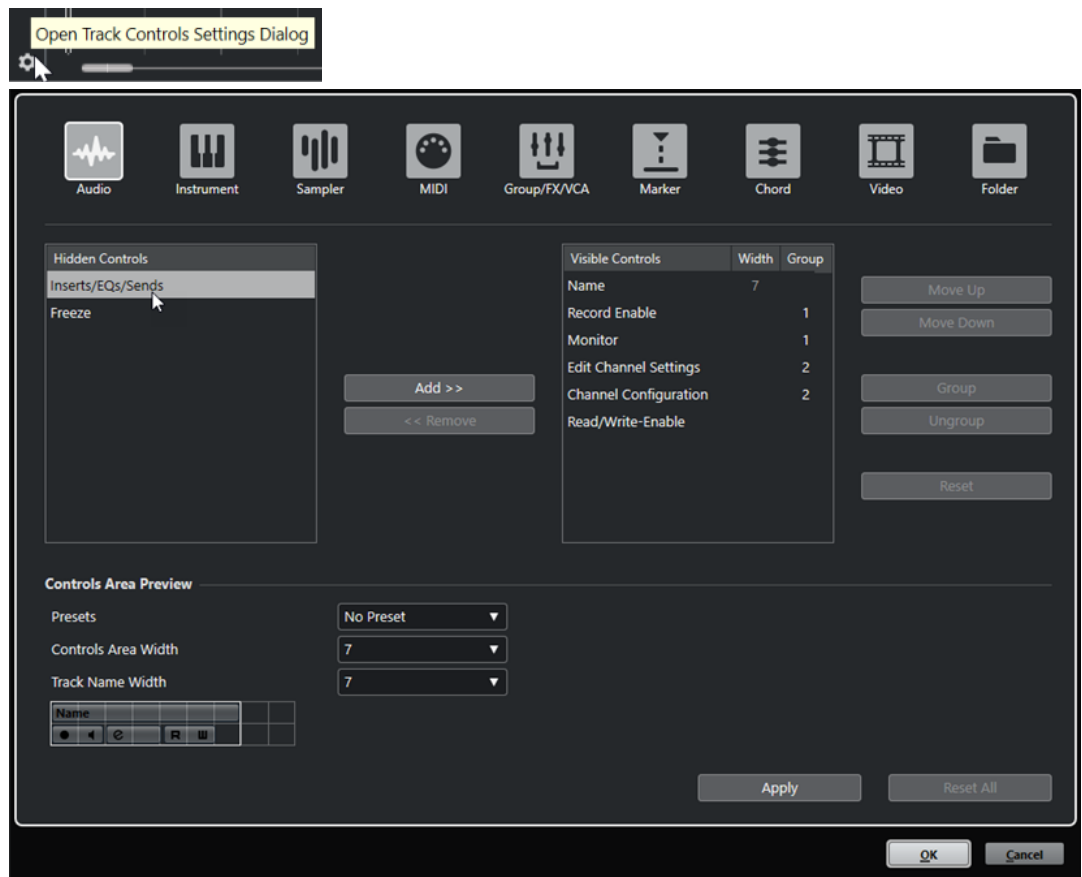 Open Track Controls Settings Dialog
Audio Instrument Sampler MIDI Group/FX/VCA Marker Chord Video Folder
Hidden Controls
Inserts/EQs/Sends
Freeze
Add >>
<< Remove
Visible Controls Width Group
Name 7
Record Enable 1
Monitor 1
Edit Channel Settings 2
Channel Configuration 2
Read/Write-Enable
Move Up
Move Down
Group
Ungroup
Reset
Controls Area Preview
Presets No Preset
Controls Area Width 7
Track Name Width 7
Name
e R W
Apply Reset All
OK Cancel